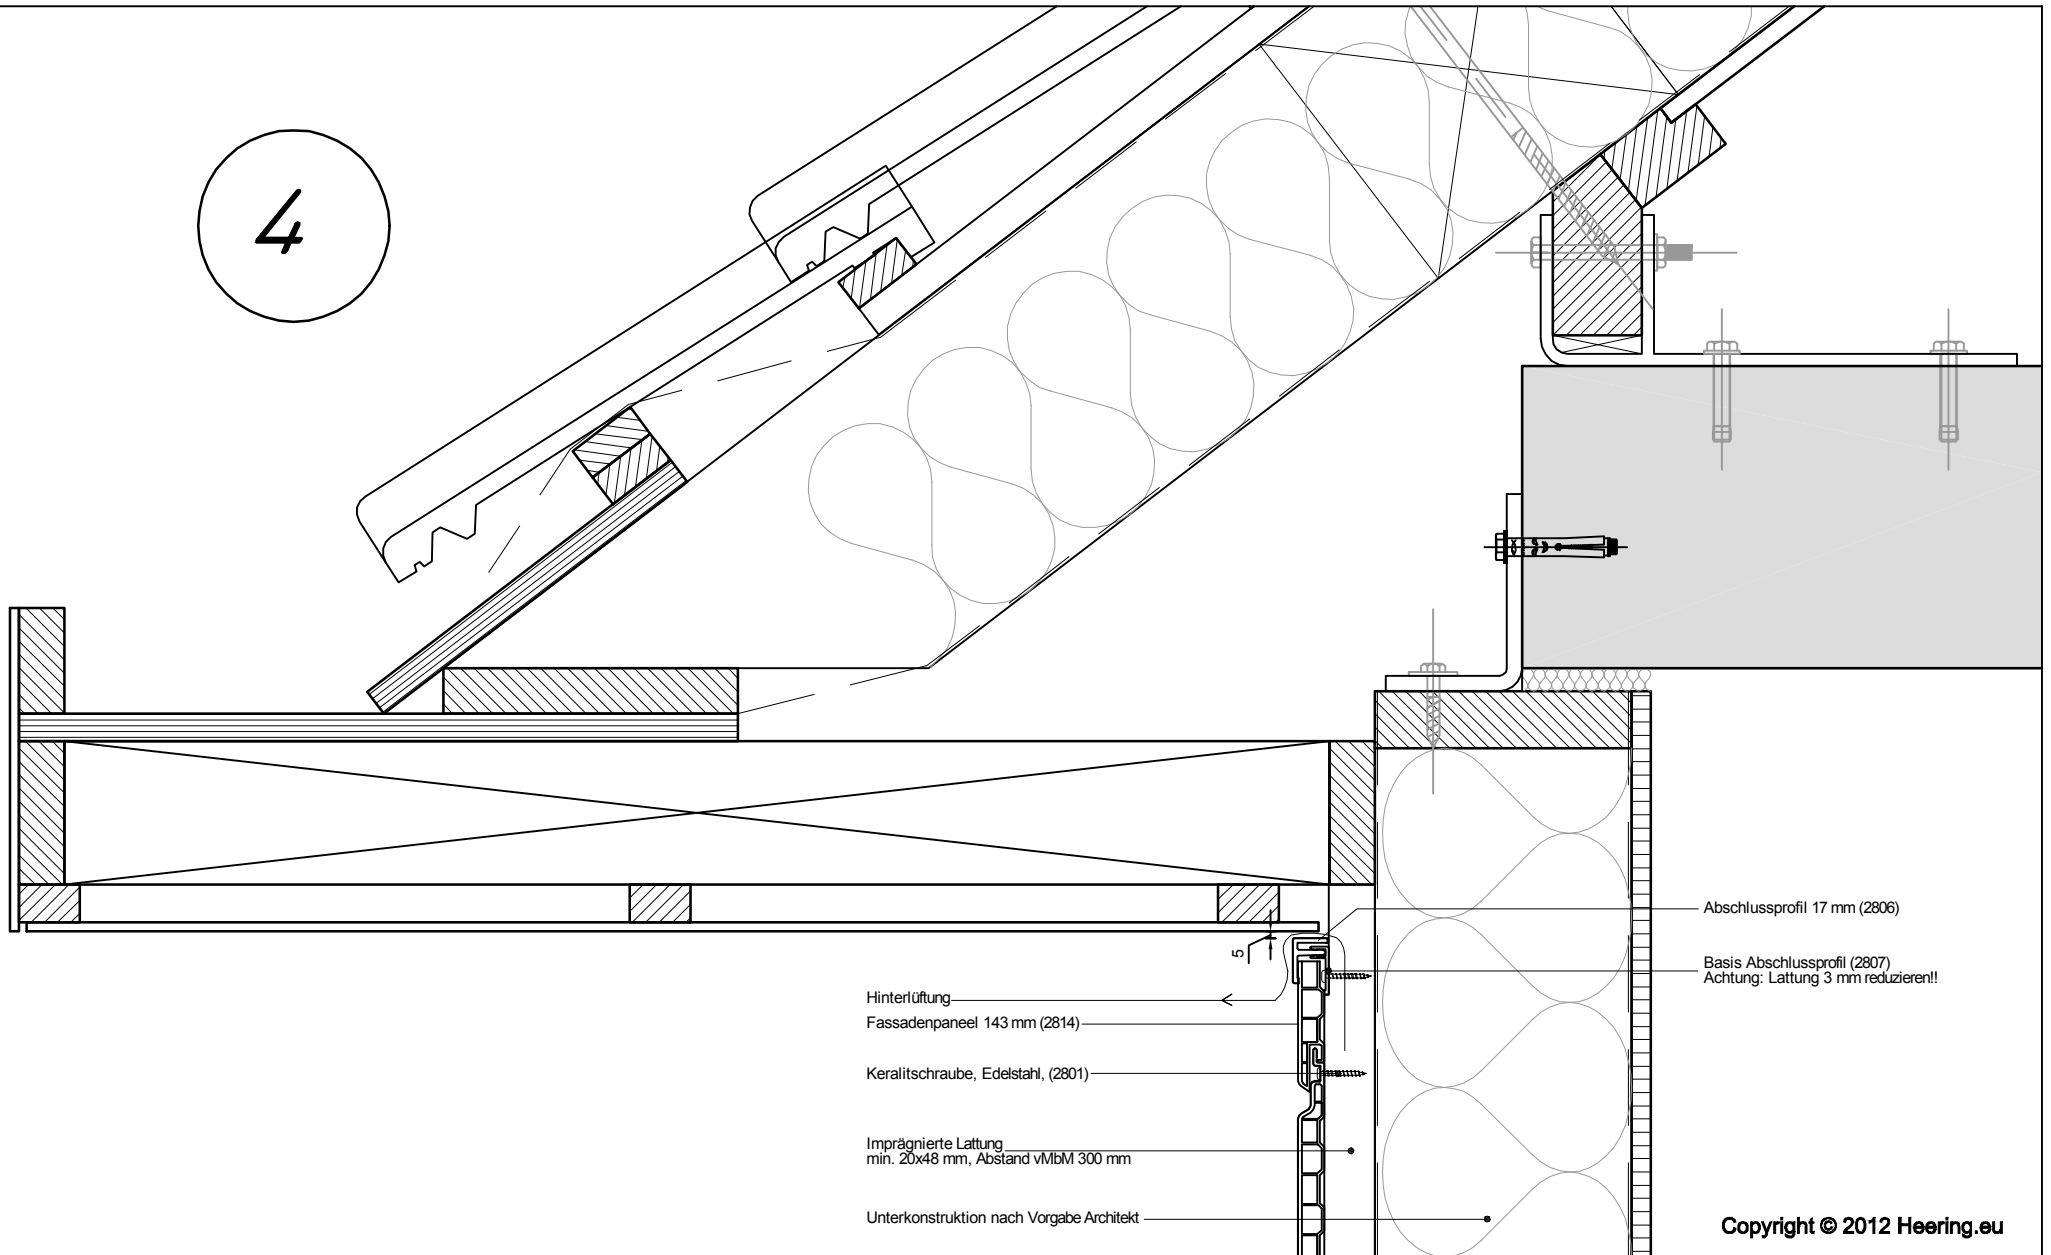 4
Abschlussprofil 17 mm (2806)
5
Basis Abschlussprofil (2807)
Achtung: Lattung 3 mm reduzieren!!
Hinterlüftung
Fassadenpaneel 143 mm (2814)
Keralitschraube, Edelstahl, (2801)
Imprägnierte Lattung
min. 20x48 mm, Abstand vMbM 300 mm
Unterkonstruktion nach Vorgabe Architekt
Copyright © 2012 Heering.eu